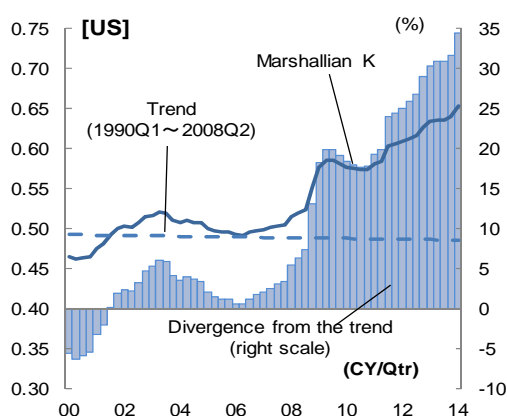 [US]
(%)
0.75
0.70
0.65
0.60
0.55
0.50
0.45
0.40
0.35
0.30
35
30
25
20
15
10
5
0
-5
-10
Marshallian K
Trend
(1990Q1～2008Q2)
Divergence from the trend
(right scale)
(CY/Qtr)
00 02 04 06 08 10 12 14